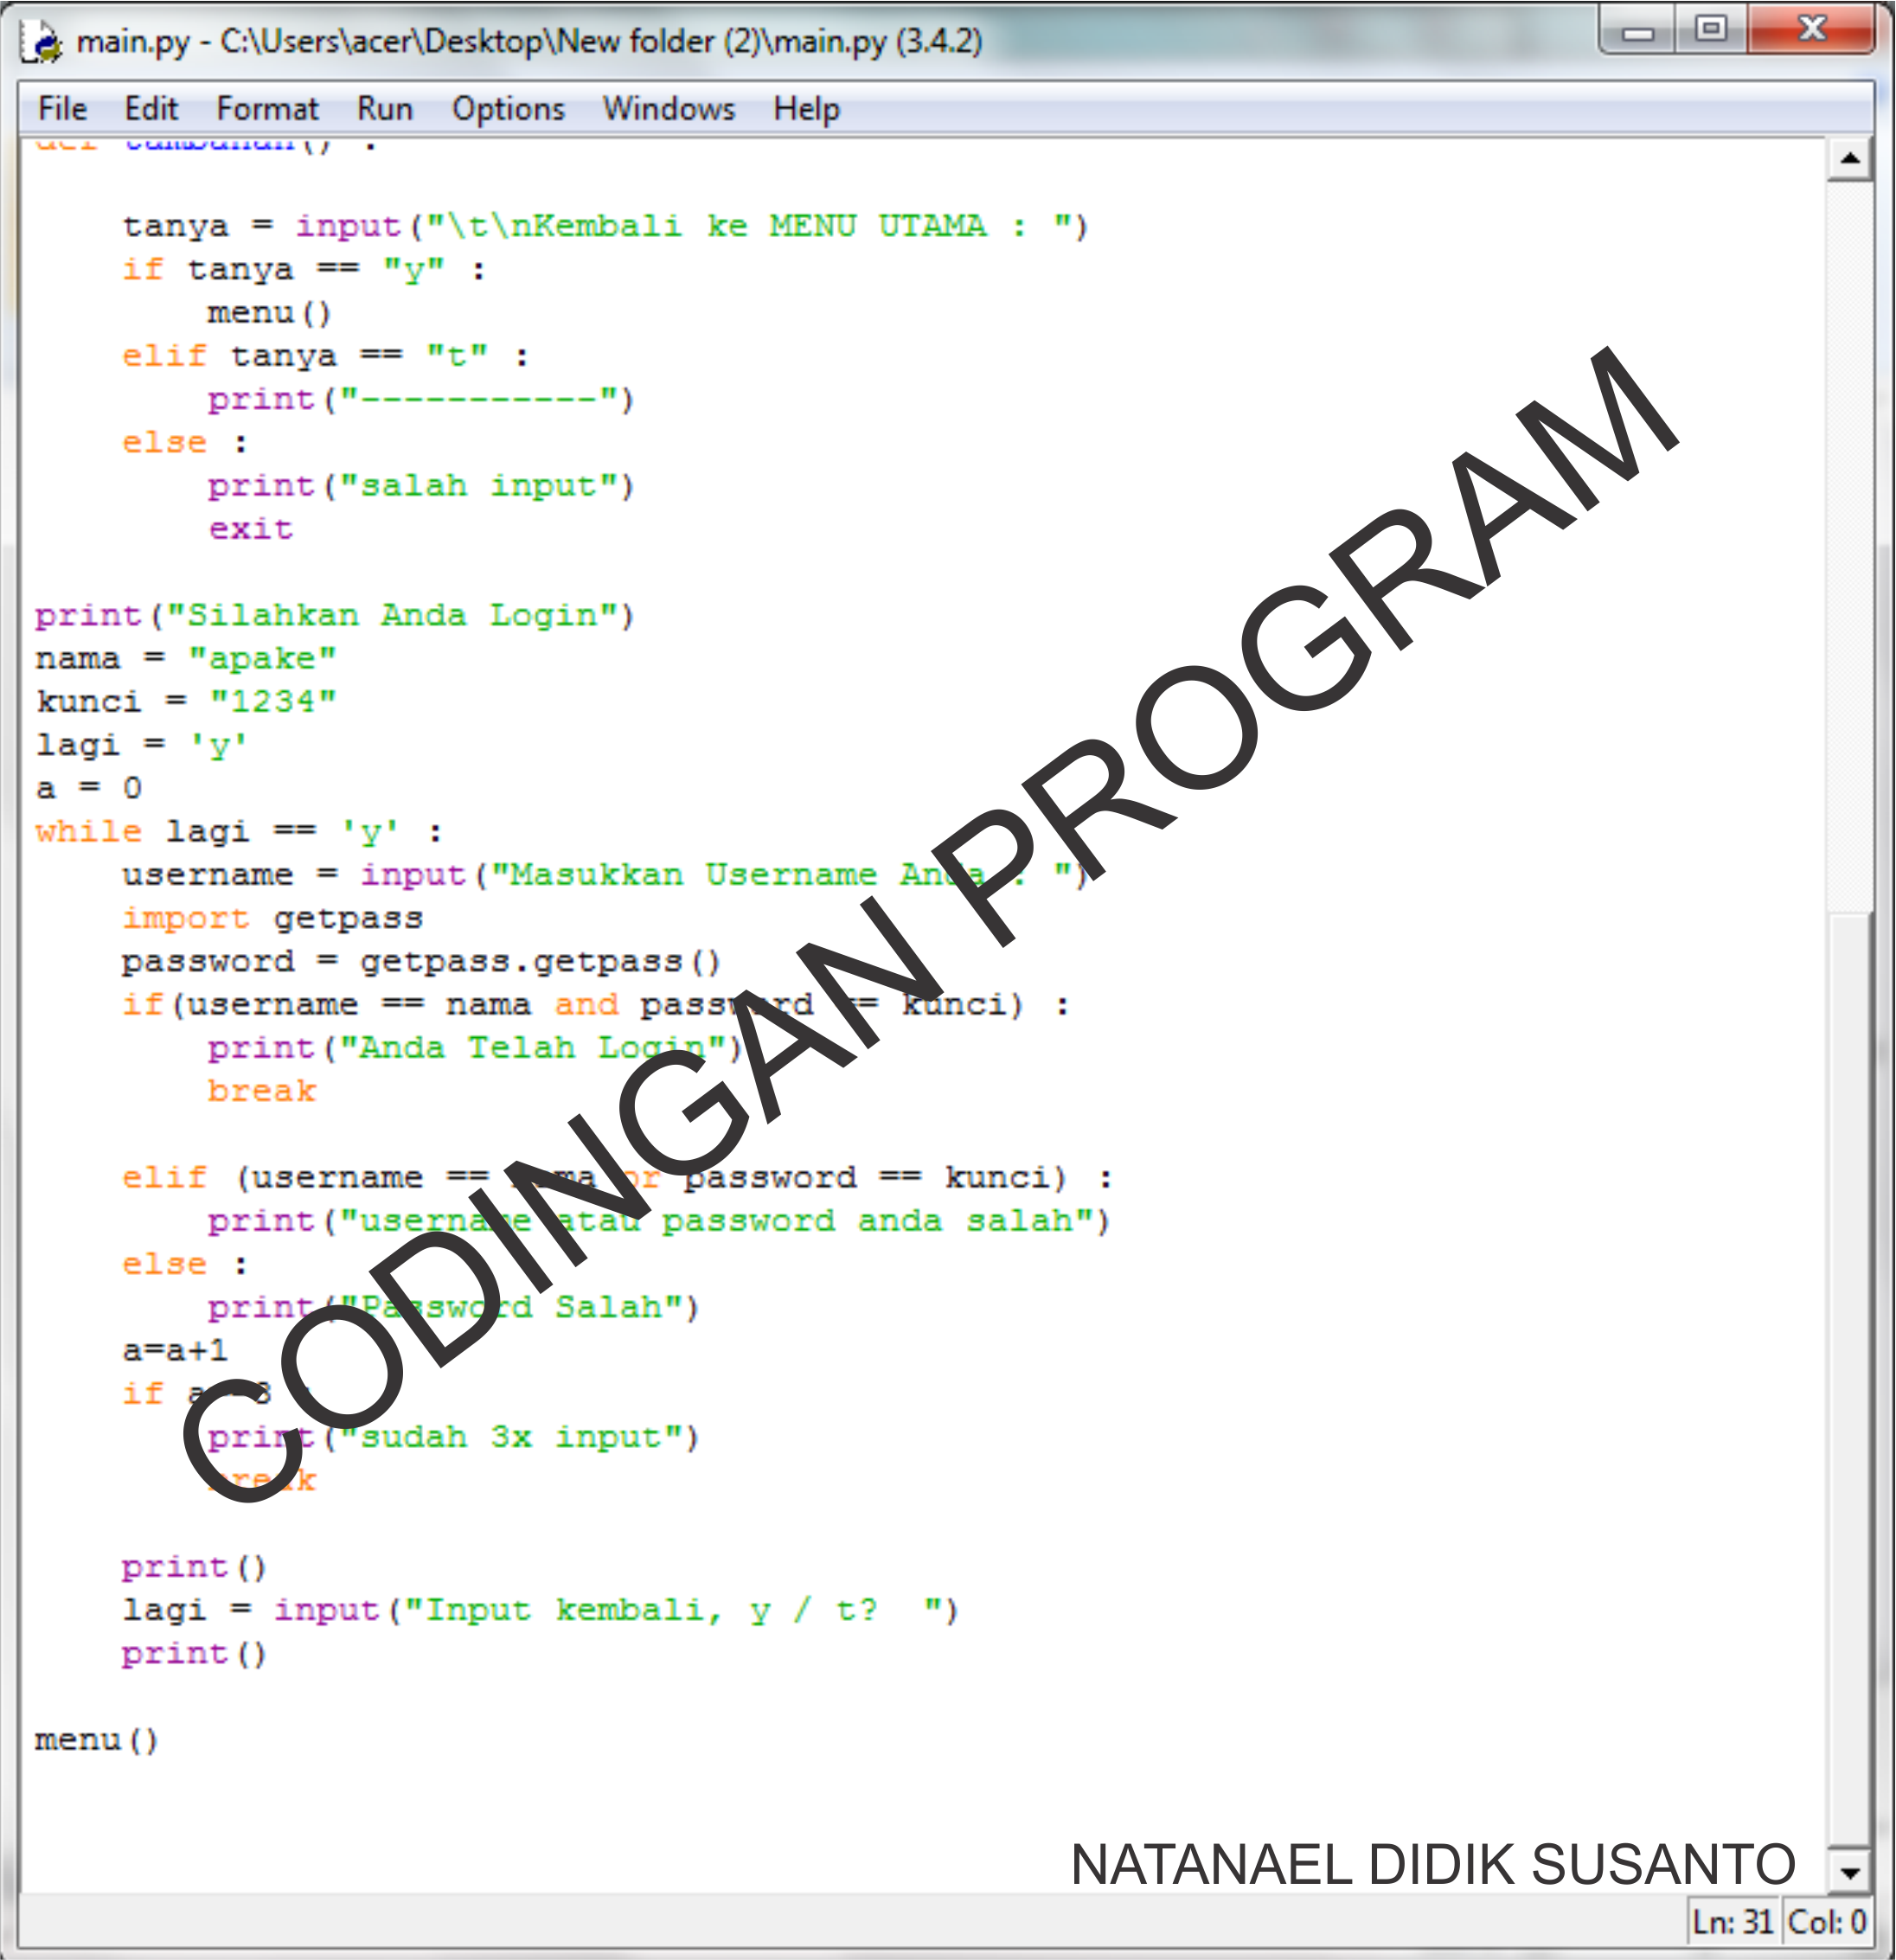 main.py - C:\Users\acer\Desktop\New folder (2)\main.py (3.4.2)
File Edit Format Run Options Windows Help
def tambahan() :
    tanya = input("\t\nKembali ke MENU UTAMA : ")
    if tanya == "y" :
        menu()
    elif tanya == "t" :
        print("-----------")
    else :
        print("salah input")
        exit
print("Silahkan Anda Login")
nama = "apake"
kunci = "1234"
lagi = 'y'
a = 0
while lagi == 'y' :
    username = input("Masukkan Username Anda : ")
    import getpass
    password = getpass.getpass()
    if(username == nama and password == kunci) :
        print("Anda Telah Login")
        break
    elif (username == nama or password == kunci) :
        print("username atau password anda salah")
    else :
        print("Password Salah")
    a=a+1
    if a==3 :
        print("sudah 3x input")
        break
    print()
    lagi = input("Input kembali, y / t?  ")
    print()
menu()
CODINGAN PROGRAM
NATANAEL DIDIK SUSANTO
Ln: 31 Col: 0